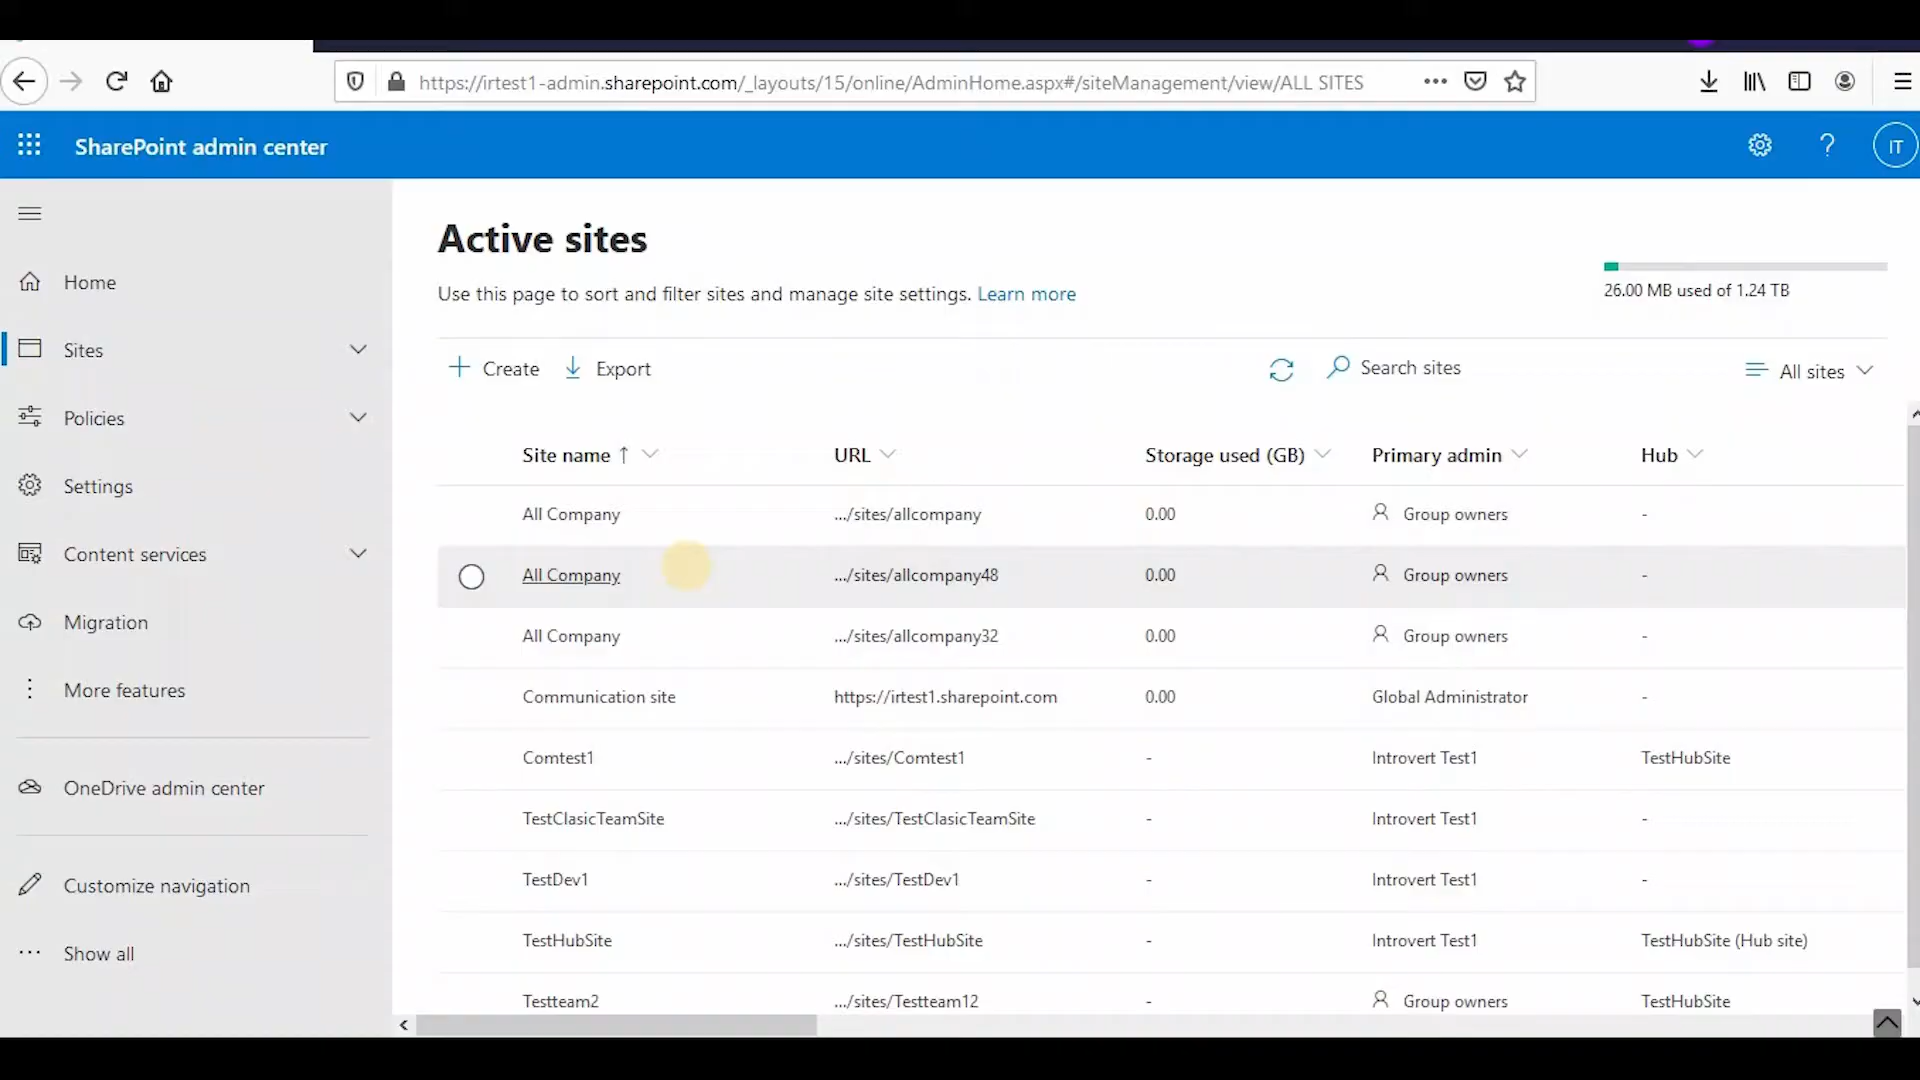 https://irtest1-admin.sharepoint.com/_layouts/15/online/AdminHome.aspx#/siteManagement/view/ALL SITES
SharePoint admin center
?
IT
Home
Sites
Policies
Settings
Content services
Migration
More features
OneDrive admin center
Customize navigation
Show all
Active sites
Use this page to sort and filter sites and manage site settings. Learn more
26.00 MB used of 1.24 TB
Create Export Search sites All sites
Site name ↑ URL Storage used (GB) Primary admin Hub
All Company .../sites/allcompany 0.00 Group owners -
All Company .../sites/allcompany48 0.00 Group owners -
All Company .../sites/allcompany32 0.00 Group owners -
Communication site https://irtest1.sharepoint.com 0.00 Global Administrator -
Comtest1 .../sites/Comtest1 - Introvert Test1 TestHubSite
TestClasicTeamSite .../sites/TestClasicTeamSite - Introvert Test1 -
TestDev1 .../sites/TestDev1 - Introvert Test1 -
TestHubSite .../sites/TestHubSite - Introvert Test1 TestHubSite (Hub site)
Testteam2 .../sites/Testteam12 - Group owners TestHubSite